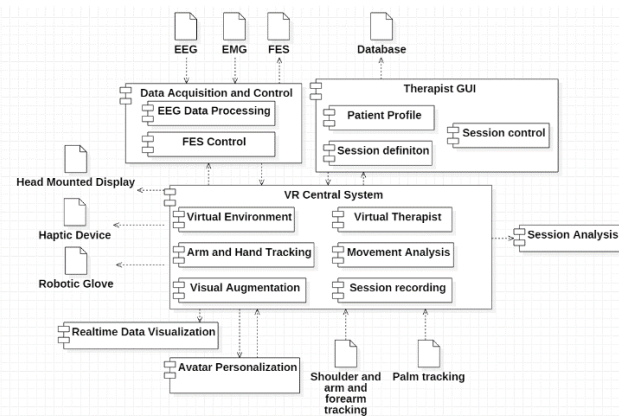 EEG
EMG
FES
Database
Data Acquisition and Control
EEG Data Processing
FES Control
Therapist GUI
Patient Profile
Session control
Session definiton
Head Mounted Display
Haptic Device
Robotic Glove
VR Central System
Virtual Environment
Virtual Therapist
Arm and Hand Tracking
Movement Analysis
Visual Augmentation
Session recording
Session Analysis
Realtime Data Visualization
Avatar Personalization
Shoulder and
arm and
forearm
tracking
Palm tracking